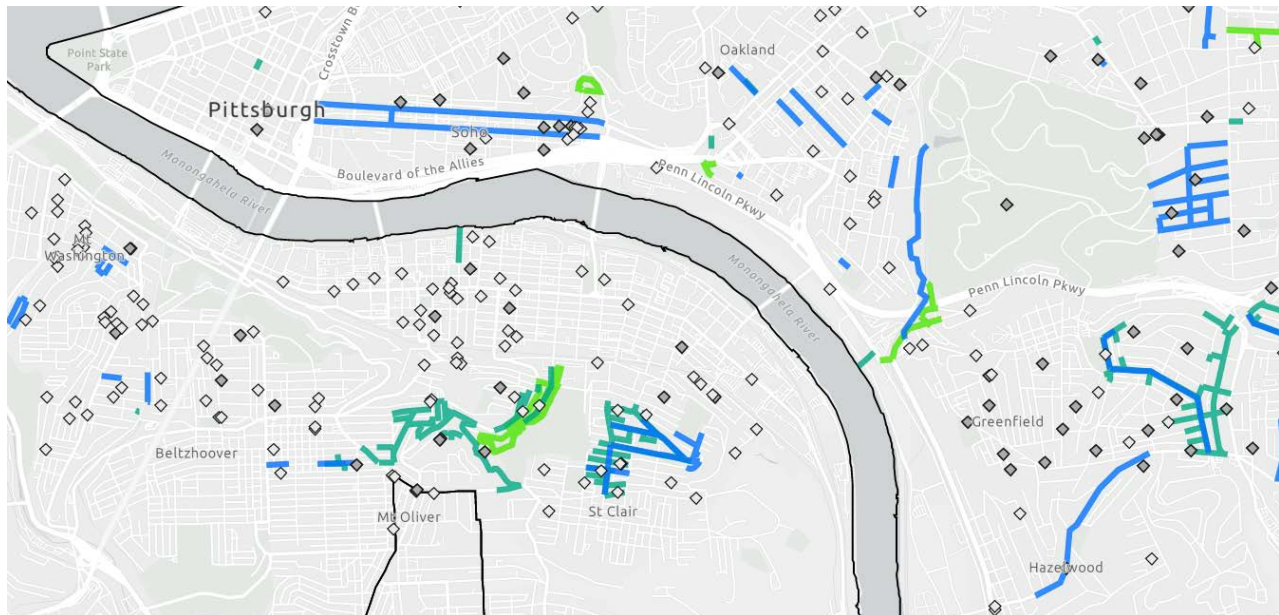 Point State
Park
Crosstown B
Oakland
Pittsburgh
Soho
Boulevard of the Allies
Penn Lincoln Pkwy
Monongahela River
Mt
Washington
Monongahela River
Penn Lincoln Pkwy
Greenfield
Beltzhoover
Mt Oliver
St Clair
Hazelwood